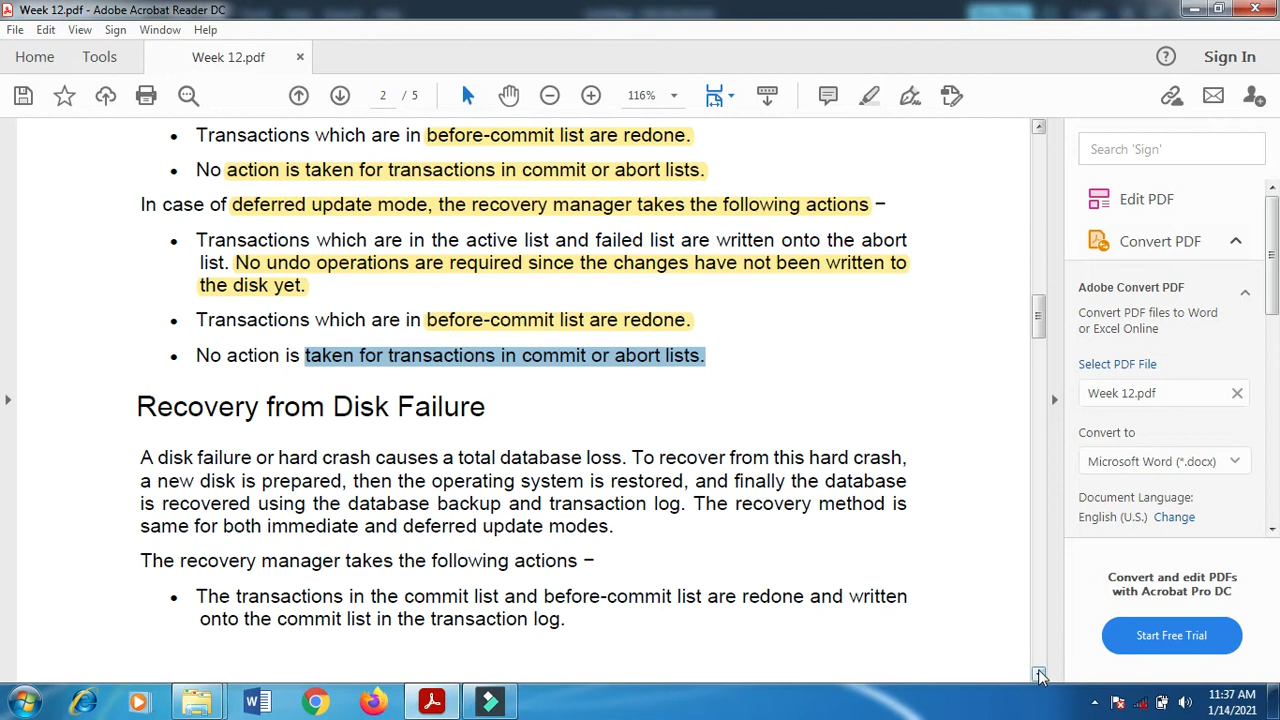 Week 12.pdf - Adobe Acrobat Reader DC
File Edit View Sign Window Help
Home Tools Week 12.pdf × Sign In
2 / 5 116%
• Transactions which are in before-commit list are redone.
• No action is taken for transactions in commit or abort lists.
In case of deferred update mode, the recovery manager takes the following actions −
• Transactions which are in the active list and failed list are written onto the abort
list. No undo operations are required since the changes have not been written to
the disk yet.
• Transactions which are in before-commit list are redone.
• No action is taken for transactions in commit or abort lists.
Recovery from Disk Failure
A disk failure or hard crash causes a total database loss. To recover from this hard crash,
a new disk is prepared, then the operating system is restored, and finally the database
is recovered using the database backup and transaction log. The recovery method is
same for both immediate and deferred update modes.
The recovery manager takes the following actions −
• The transactions in the commit list and before-commit list are redone and written
onto the commit list in the transaction log.
Search 'Sign'
Edit PDF
Convert PDF
Adobe Convert PDF
Convert PDF files to Word
or Excel Online
Select PDF File
Week 12.pdf
Convert to
Microsoft Word (*.docx)
Document Language:
English (U.S.) Change
Convert and edit PDFs
with Acrobat Pro DC
Start Free Trial
11:37 AM
1/14/2021